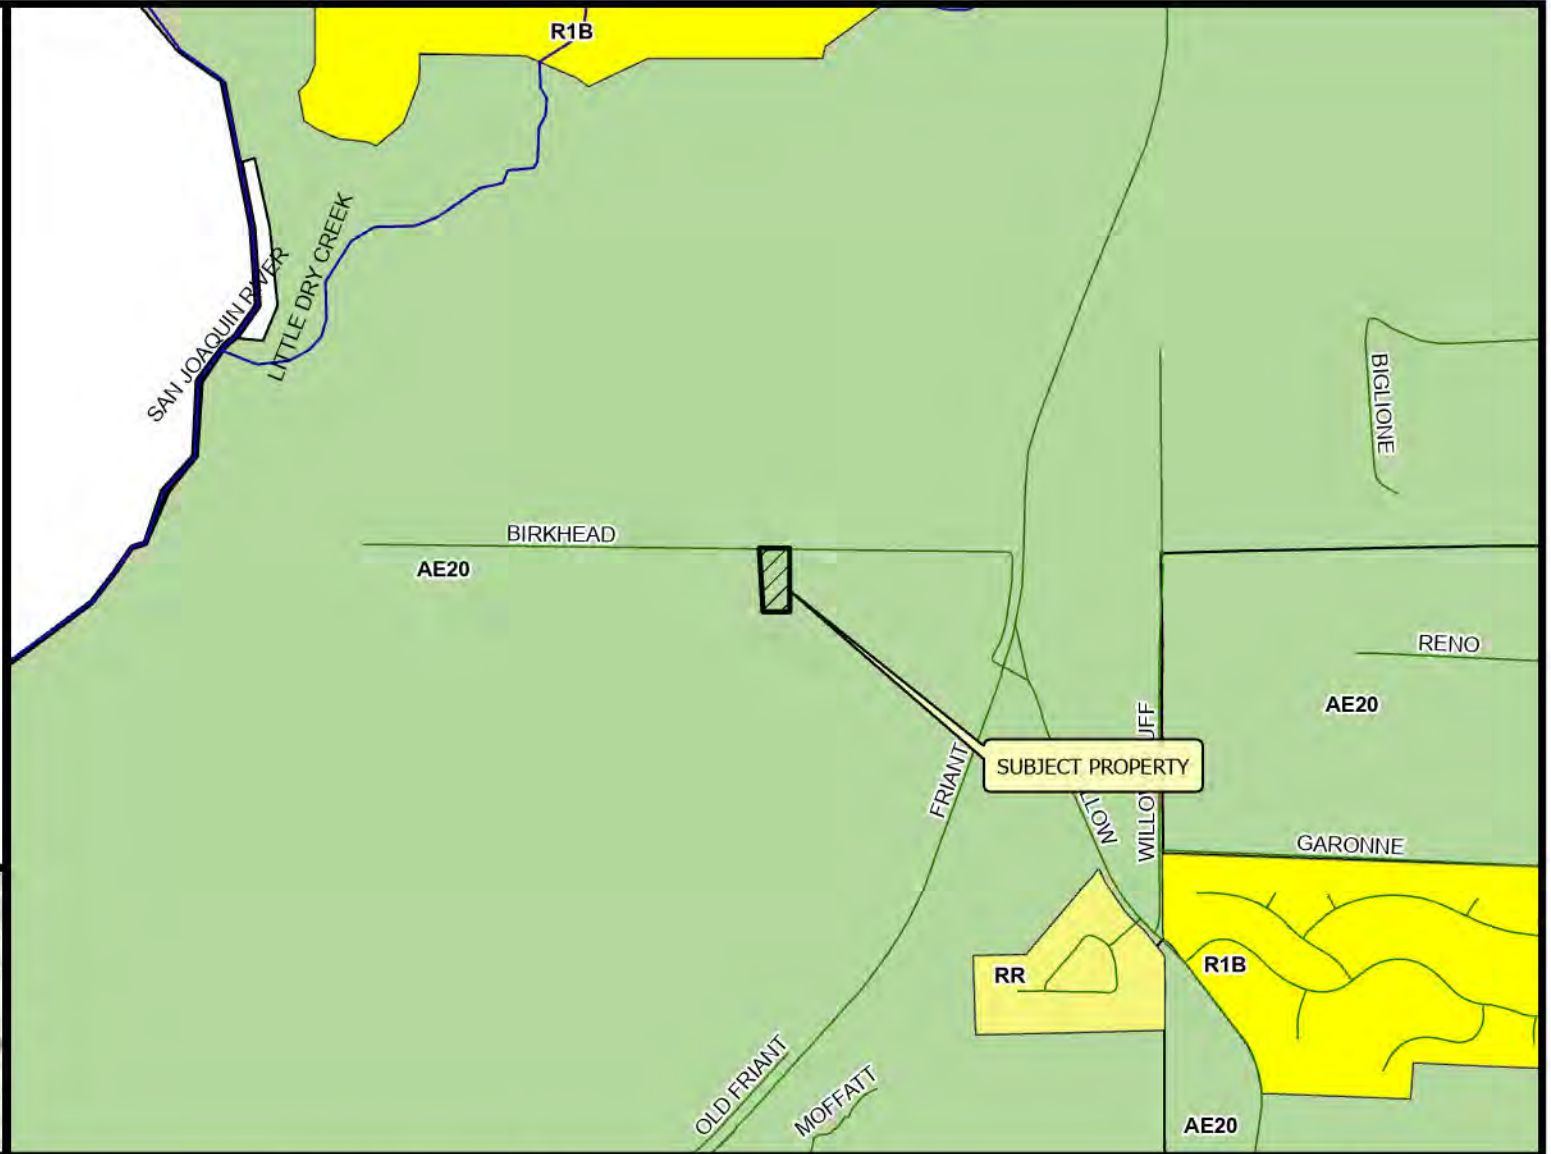 R1B
SAN JOAQUIN RIVER
LITTLE DRY CREEK
BIGLIONE
BIRKHEAD
AE20
RENO
AE20
SUBJECT PROPERTY
FRIANT
GARONNE
RR
R1B
OLD FRIANT
MOFFATT
AE20